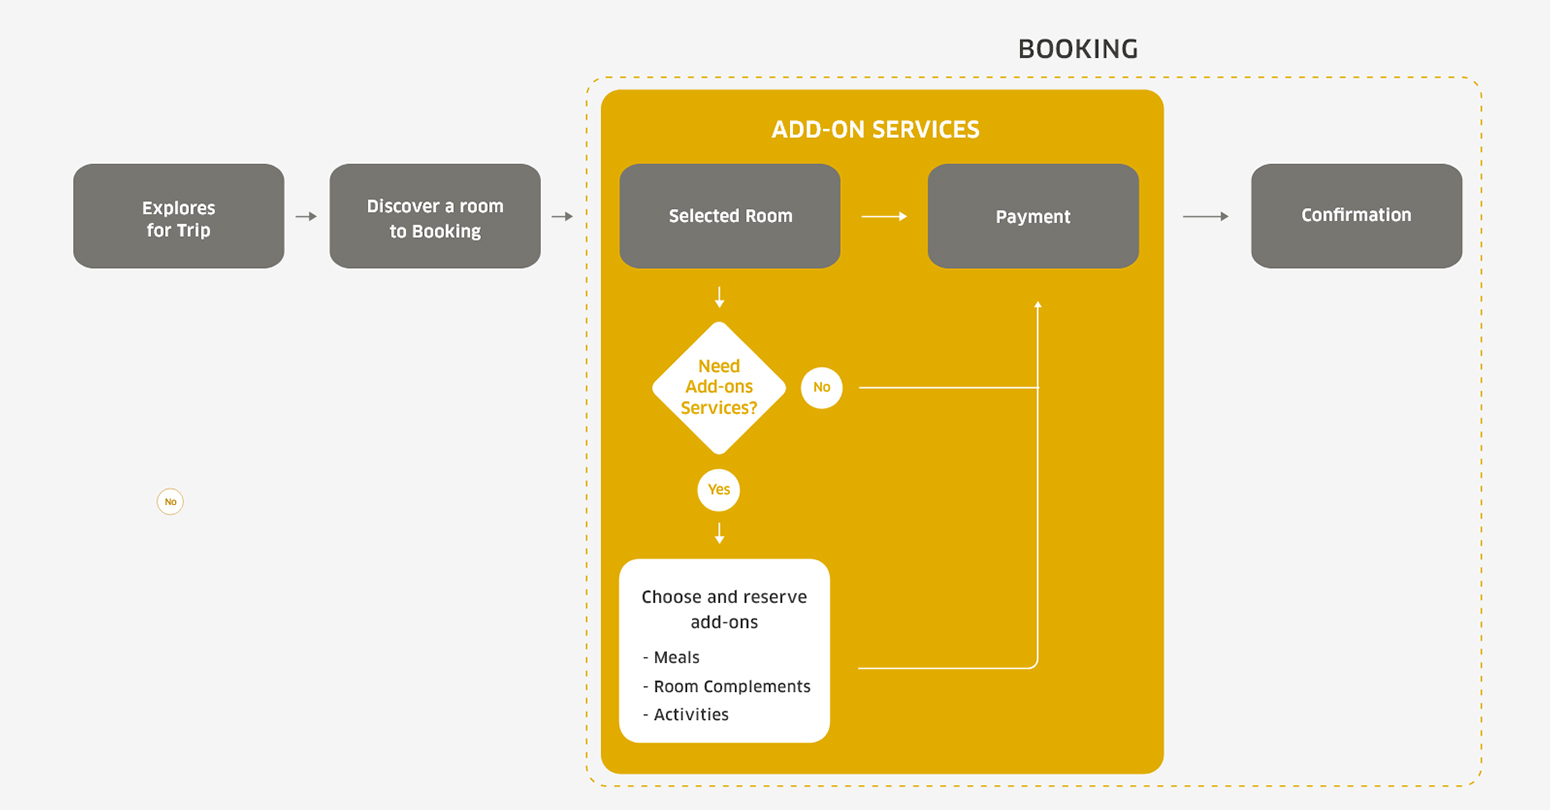 BOOKING
ADD-ON SERVICES
Explores
for Trip
Discover a room
to Booking
Selected Room
Payment
Confirmation
Need
Add-ons
Services?
No
Yes
No
Choose and reserve
add-ons
- Meals
- Room Complements
- Activities